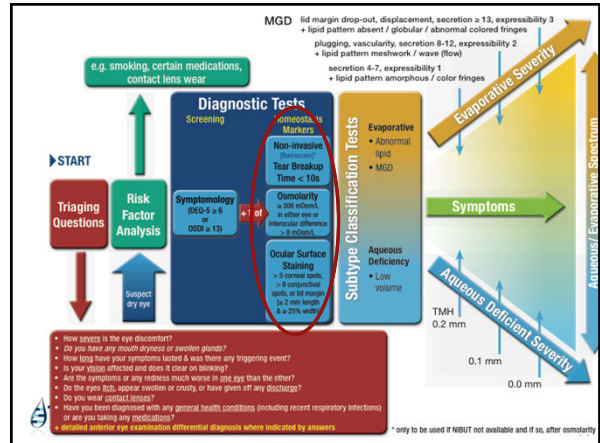 MGD
lid margin drop-out, displacement, secretion ≥ 13, expressibility 3
+ lipid pattern absent / globular / abnormal colored fringes
plugging, vascularity, secretion 8-12, expressibility 2
+ lipid pattern meshwork / wave (flow)
secretion 4-7, expressibility 1
+ lipid pattern amorphous / color fringes
e.g. smoking, certain medications,
contact lens wear
START
Triaging
Questions
Risk
Factor
Analysis
Suspect
dry eye
Diagnostic Tests
Screening
Homeostasis
Markers
Symptomology
(DEQ-5 ≥ 6
or
OSDI ≥ 13)
+1 of
Non-invasive
[fluorescein]*
Tear Breakup
Time < 10s
Osmolarity
≥ 308 mOsm/L
in either eye or
interocular difference
> 8 mOsm/L
Ocular Surface
Staining
> 5 corneal spots,
> 9 conjunctival
spots, or lid margin
[≥ 2 mm length
& ≥ 25% width]
Subtype Classification Tests
Evaporative
• Abnormal
lipid
• MGD
Aqueous
Deficiency
• Low
volume
Evaporative Severity
Symptoms
Aqueous Deficient Severity
Aqueous / Evaporative Spectrum
TMH
0.2 mm
0.1 mm
0.0 mm
• How severe is the eye discomfort?
• Do you have any mouth dryness or swollen glands?
• How long have your symptoms lasted & was there any triggering event?
• Is your vision affected and does it clear on blinking?
• Are the symptoms or any redness much worse in one eye than the other?
• Do the eyes itch, appear swollen or crusty, or have given off any discharge?
• Do you wear contact lenses?
• Have you been diagnosed with any general health conditions (including recent respiratory infections)
or are you taking any medications?
+ detailed anterior eye examination differential diagnosis where indicated by answers
* only to be used if NIBUT not available and if so, after osmolarity